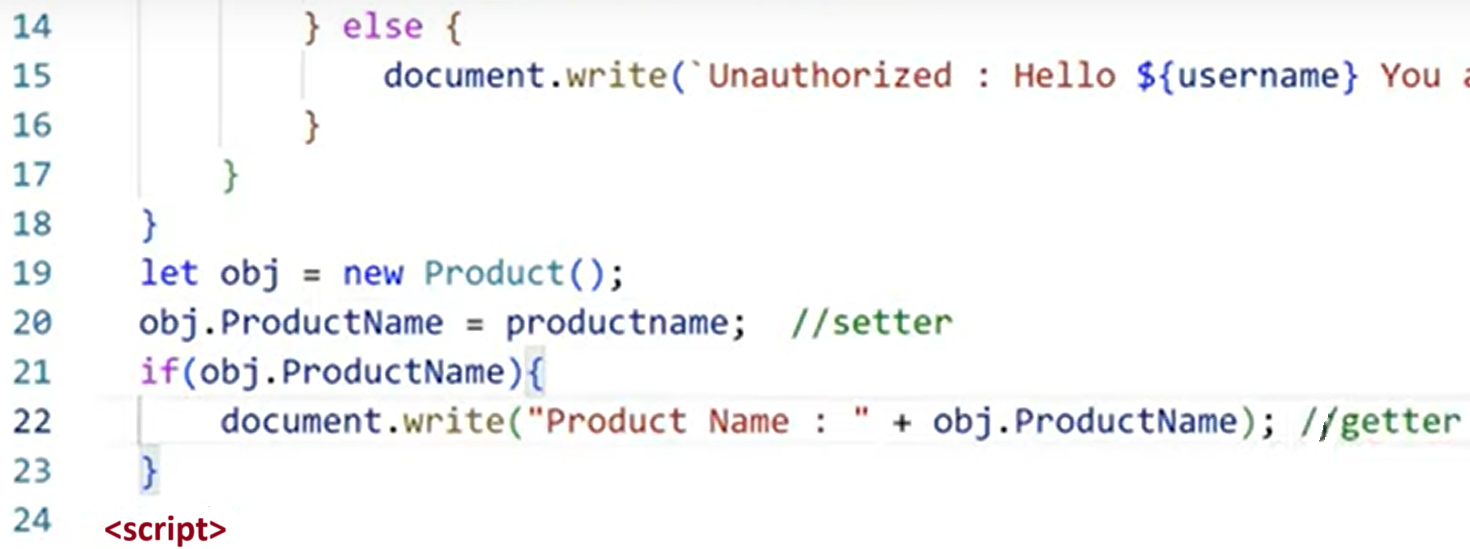 14 } else {
15 document.write(`Unauthorized : Hello ${username} You
16 }
17 }
18 }
19 let obj = new Product();
20 obj.ProductName = productname; //setter
21 if(obj.ProductName){
22 document.write("Product Name : " + obj.ProductName); //getter
23 }
24 <script>